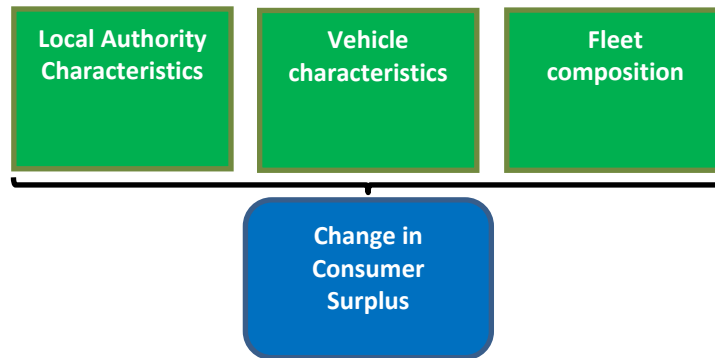 Local Authority
Characteristics
Vehicle
characteristics
Fleet
composition
Change in
Consumer
Surplus